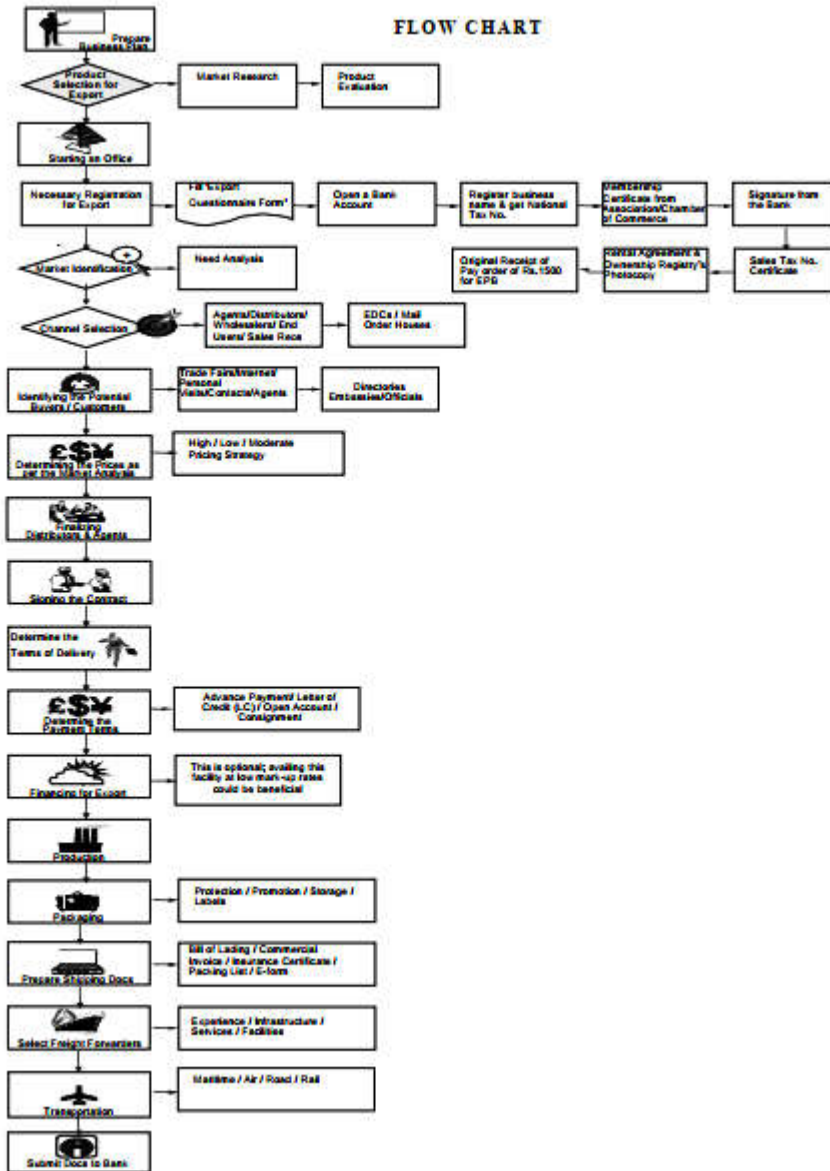 FLOW CHART
Prepare
Business Plan
Product
Selection for
Export
Market Research
Product
Evaluation
Starting an Office
Necessary Registration
for Export
Fill "Export
Questionnaire Form"
Open a Bank
Account
Register business
name & get National
Tax No.
Membership
Certificate from
Association/Chamber
of Commerce
Signature from
the Bank
Market Identification
Need Analysis
Original Receipt of
Pay order of Rs.1500
for EPB
Rental Agreement &
Ownership Registry's
Photocopy
Sales Tax No.
Certificate
Channel Selection
Agents/Distributors/
Wholesalers/ End
Users/ Sales
EDCs / Mail
Order Houses
Identifying the Potential
Buyers / Customers
Trade Fairs/Internet/
Personal
Visits/Contacts/Agents
Directories
Embassies/Officials
£$¥
Determining the Prices as
per the Market Analysis
High / Low / Moderate
Pricing Strategy
Finalizing
Distributors & Agents
Signing the Contract
Determine the
Terms of Delivery
£$¥
Determine the
Payment Terms
Advance Payment/ Letter of
Credit (LC) / Open Account /
Consignment
Financing for Export
This is optional; availing this
facility at low mark-up rates
could be beneficial
Production
Packaging
Protection / Promotion / Storage /
Labels
Prepare Shipping Docs
Bill of Lading / Commercial
Invoice / Insurance Certificate /
Packing List / E-form
Select Freight Forwarders
Experience / Infrastructure /
Services / Facilities
Transportation
Maritime / Air / Road / Rail
Submit Docs to Bank